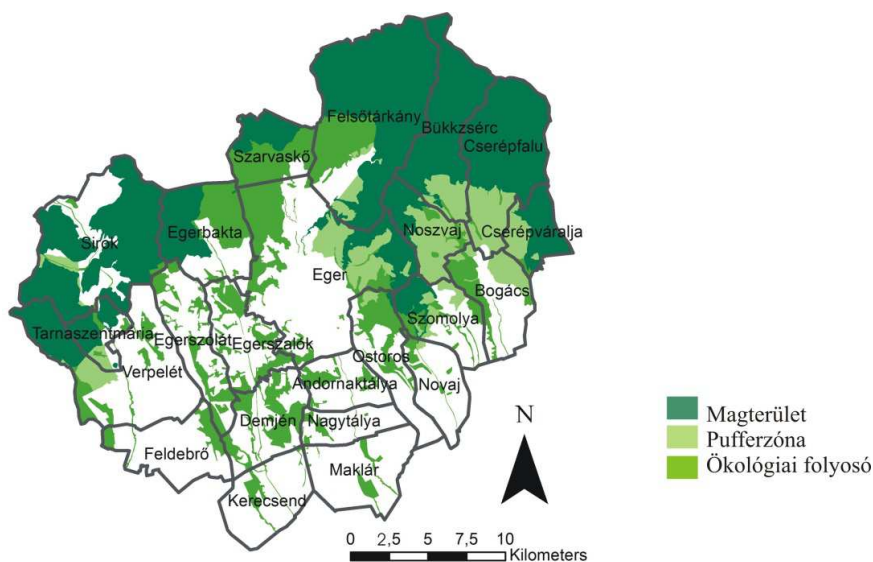 Felsőtárkány
Bükkzsérc
Cserépfalu
Szarvaskő
Egerbakta
Noszvaj
Cserépváralja
Sirok
Eger
Bogács
Szomolya
Tarnaszentmária
Egerszólát
Egerszalók
Ostoros
Verpelét
Andornaktálya
Novaj
Demjén
Nagytálya
Feldebrő
Maklár
Kerecsend
N
0 2,5 5 7,5 10
Kilometers
Magterület
Pufferzóna
Ökológiai folyosó